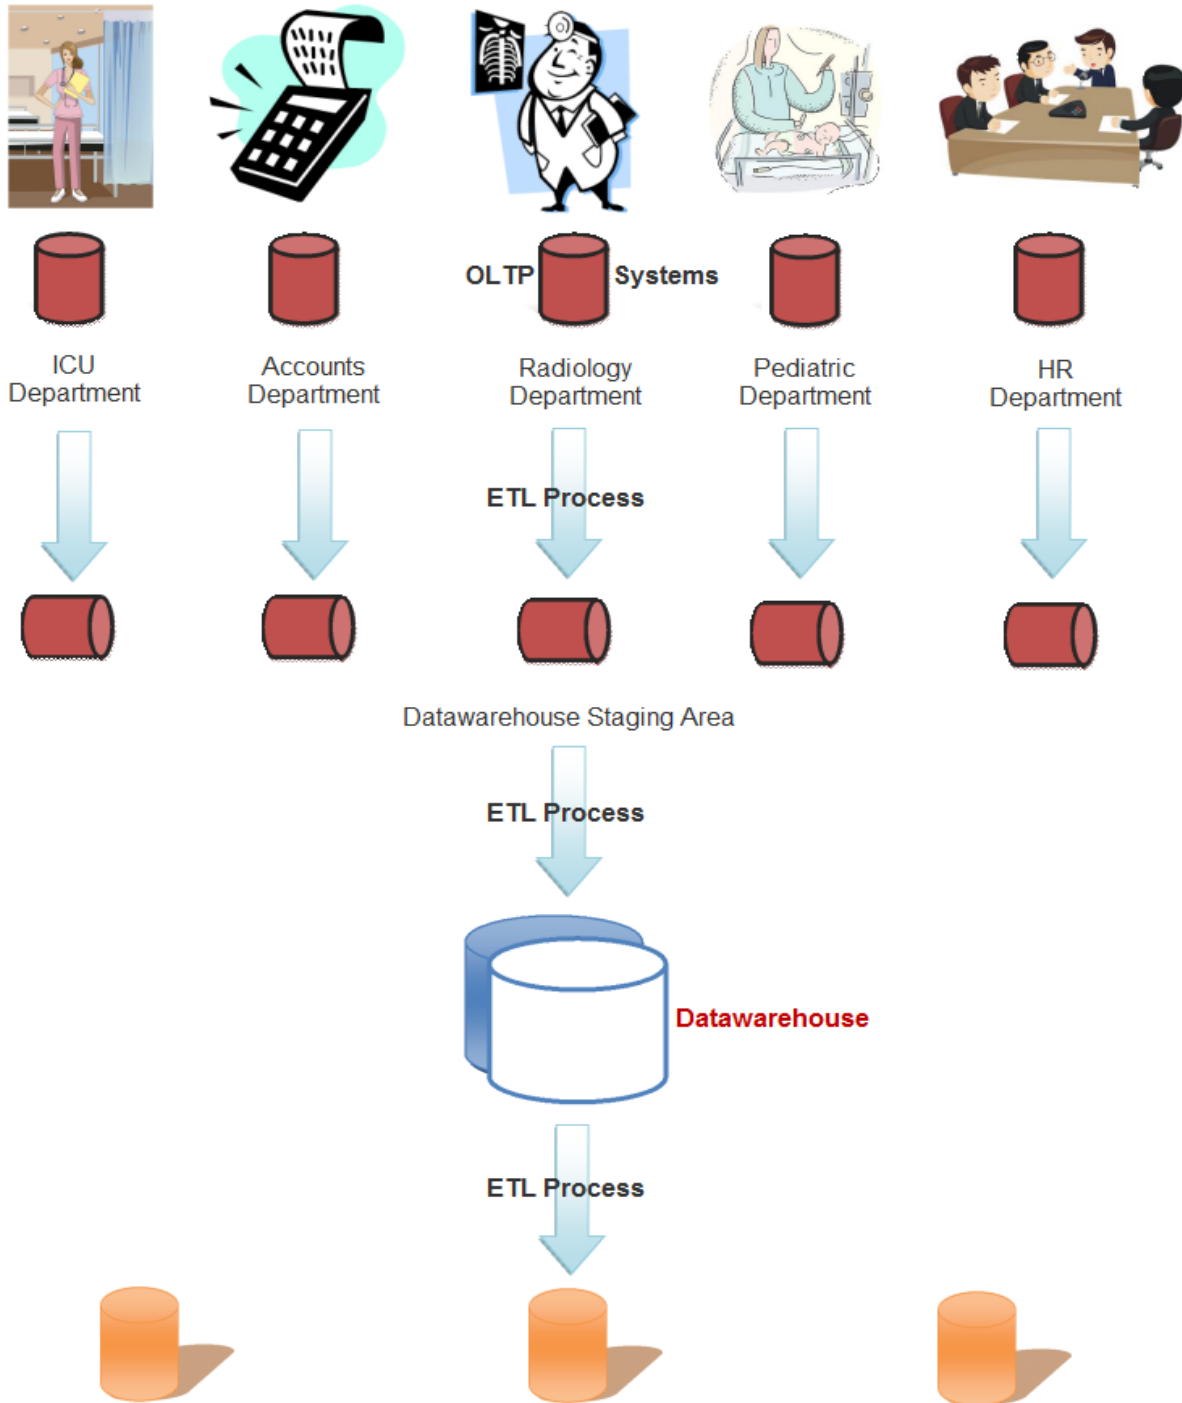 OLTP Systems
ICU
Department
Accounts
Department
Radiology
Department
Pediatric
Department
HR
Department
ETL Process
Datawarehouse Staging Area
ETL Process
Datawarehouse
ETL Process